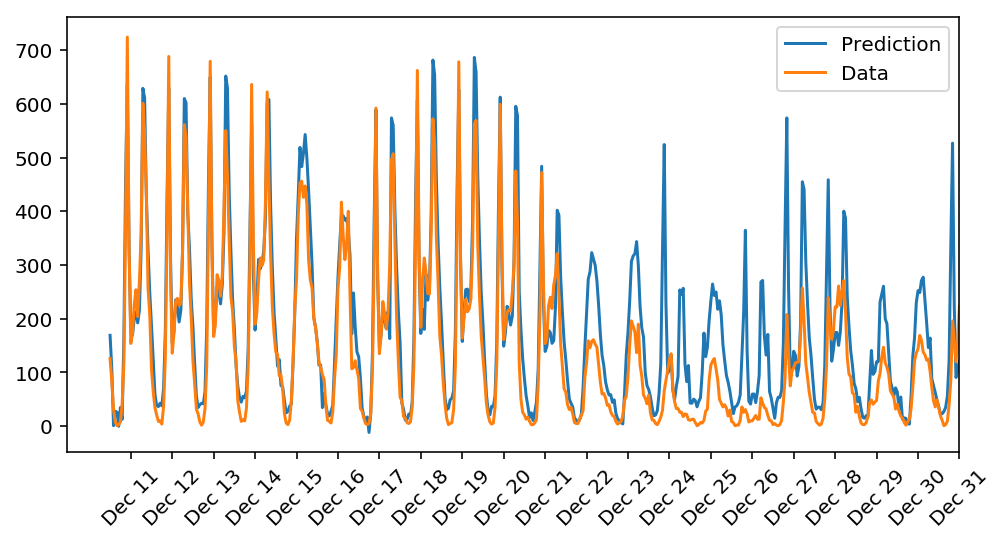 700
600
500
400
300
200
100
0
Prediction
Data
Dec 11
Dec 12
Dec 13
Dec 14
Dec 15
Dec 16
Dec 17
Dec 18
Dec 19
Dec 20
Dec 21
Dec 22
Dec 23
Dec 24
Dec 25
Dec 26
Dec 27
Dec 28
Dec 29
Dec 30
Dec 31